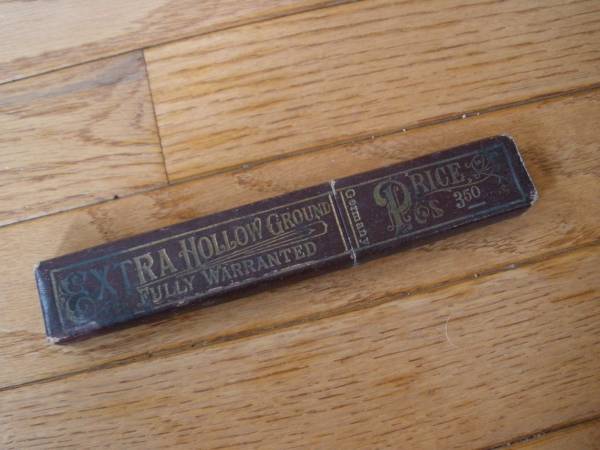 EXTRA HOLLOW GROUND
FULLY WARRANTED
Germany
PRICE,
350